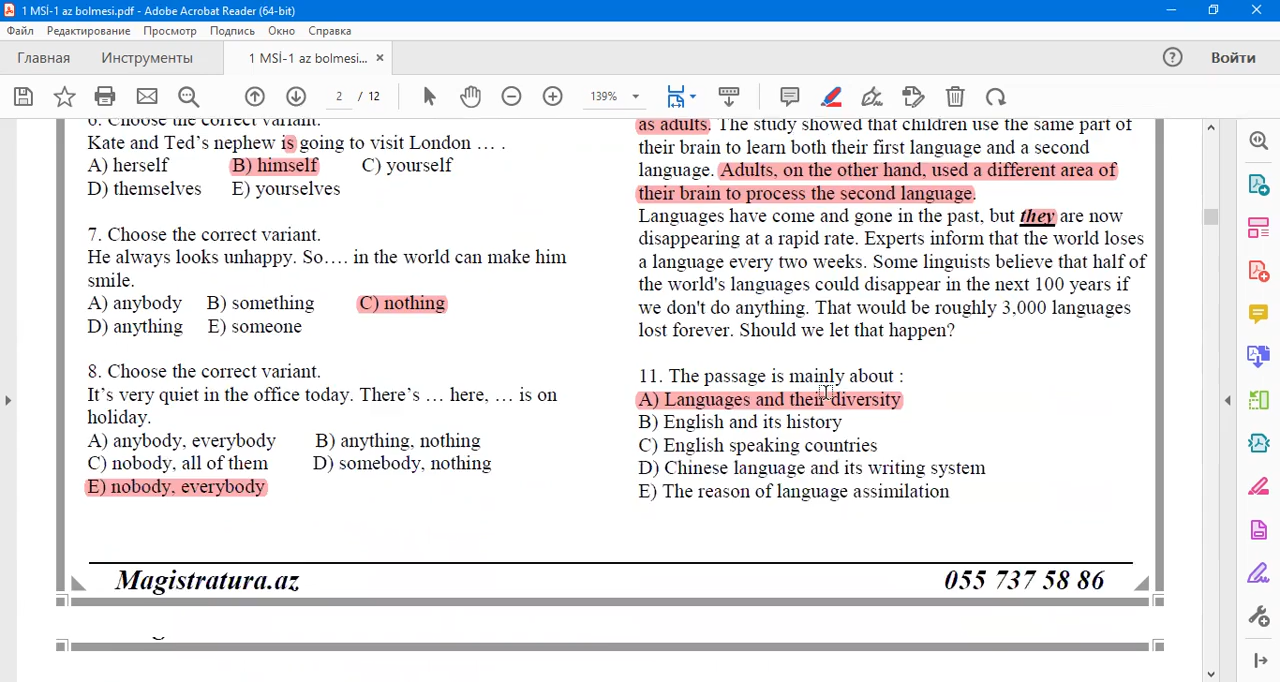 1 MSİ-1 az bolmesi.pdf - Adobe Acrobat Reader (64-bit)
Файл Редактирование Просмотр Подпись Окно Справка
Главная Инструменты 1 MSİ-1 az bolmesi... × Войти
2 / 12 139%
6. Choose the correct variant.
Kate and Ted's nephew is going to visit London … .
A) herself B) himself C) yourself
D) themselves E) yourselves
7. Choose the correct variant.
He always looks unhappy. So…. in the world can make him
smile.
A) anybody B) something C) nothing
D) anything E) someone
8. Choose the correct variant.
It's very quiet in the office today. There's … here, … is on
holiday.
A) anybody, everybody B) anything, nothing
C) nobody, all of them D) somebody, nothing
E) nobody, everybody
as adults. The study showed that children use the same part of
their brain to learn both their first language and a second
language. Adults, on the other hand, used a different area of
their brain to process the second language.
Languages have come and gone in the past, but they are now
disappearing at a rapid rate. Experts inform that the world loses
a language every two weeks. Some linguists believe that half of
the world's languages could disappear in the next 100 years if
we don't do anything. That would be roughly 3,000 languages
lost forever. Should we let that happen?
11. The passage is mainly about :
A) Languages and their diversity
B) English and its history
C) English speaking countries
D) Chinese language and its writing system
E) The reason of language assimilation
Magistratura.az 055 737 58 86